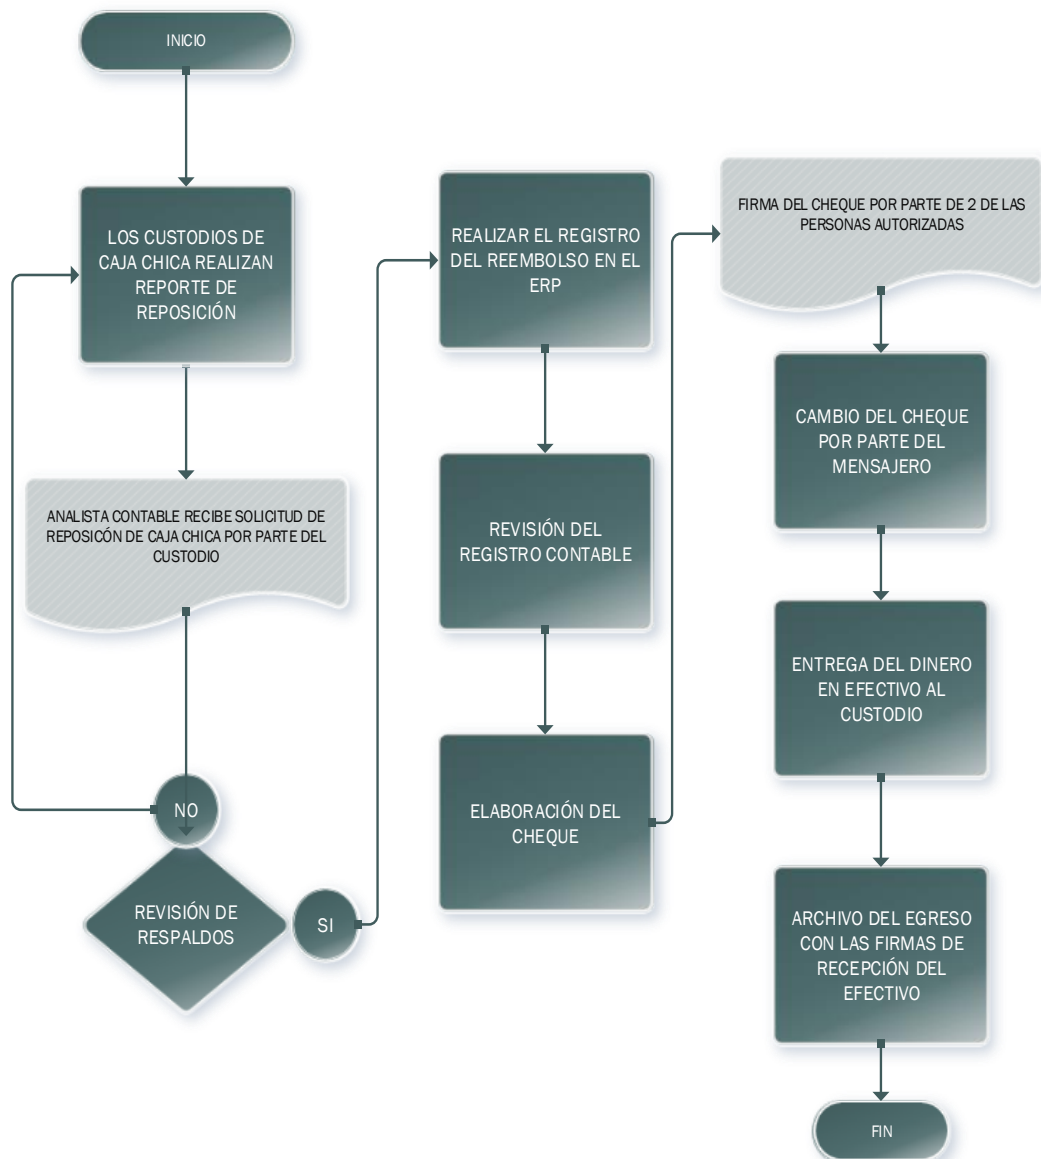 INICIO
LOS CUSTODIOS DE
CAJA CHICA REALIZAN
REPORTE DE
REPOSICIÓN
ANALISTA CONTABLE RECIBE SOLICITUD DE
REPOSICÓN DE CAJA CHICA POR PARTE DEL
CUSTODIO
NO
REVISIÓN DE
RESPALDOS
SI
REALIZAR EL REGISTRO
DEL REEMBOLSO EN EL
ERP
REVISIÓN DEL
REGISTRO CONTABLE
ELABORACIÓN DEL
CHEQUE
FIRMA DEL CHEQUE POR PARTE DE 2 DE LAS
PERSONAS AUTORIZADAS
CAMBIO DEL CHEQUE
POR PARTE DEL
MENSAJERO
ENTREGA DEL DINERO
EN EFECTIVO AL
CUSTODIO
ARCHIVO DEL EGRESO
CON LAS FIRMAS DE
RECEPCIÓN DEL
EFECTIVO
FIN